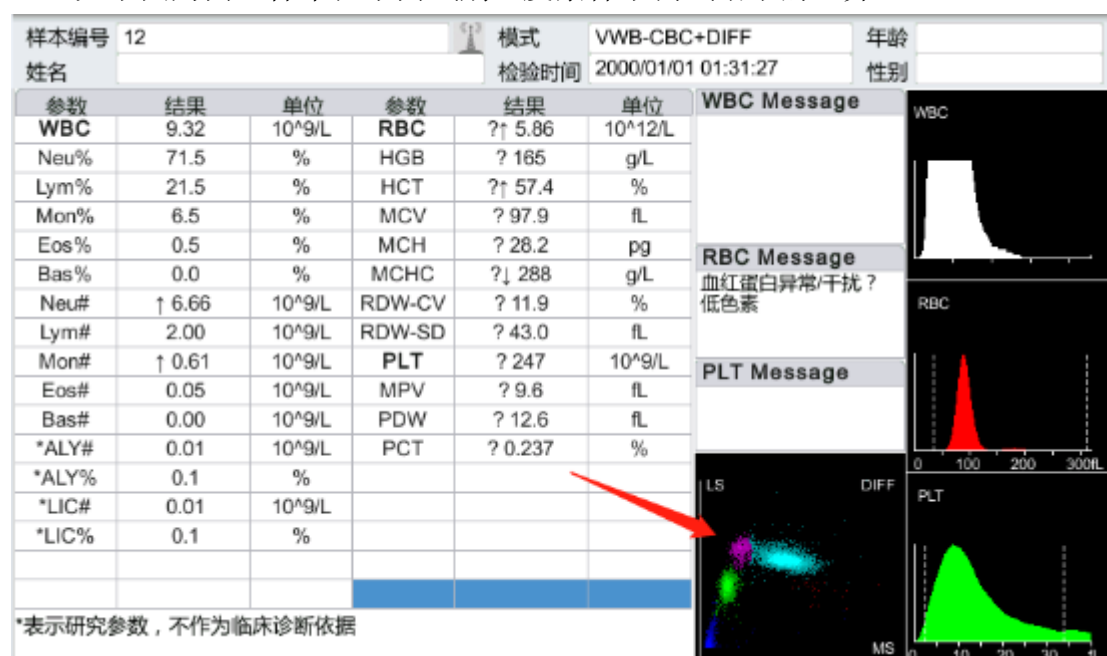 样本编号 12 模式 VWB-CBC+DIFF 年龄
姓名 检验时间 2000/01/01 01:31:27 性别
参数 结果 单位 参数 结果 单位 WBC Message
WBC 9.32 10^9/L RBC ?↑ 5.86 10^12/L
Neu% 71.5 % HGB ? 165 g/L
Lym% 21.5 % HCT ?↑ 57.4 %
Mon% 6.5 % MCV ? 97.9 fL
Eos% 0.5 % MCH ? 28.2 pg
Bas% 0.0 % MCHC ?↓ 288 g/L
Neu# ↑ 6.66 10^9/L RDW-CV ? 11.9 %
Lym# 2.00 10^9/L RDW-SD ? 43.0 fL
Mon# ↑ 0.61 10^9/L PLT ? 247 10^9/L
Eos# 0.05 10^9/L MPV ? 9.6 fL
Bas# 0.00 10^9/L PDW ? 12.6 fL
*ALY# 0.01 10^9/L PCT ? 0.237 %
*ALY% 0.1 %
*LIC# 0.01 10^9/L
*LIC% 0.1 %
*表示研究参数，不作为临床诊断依据
RBC Message
血红蛋白异常/干扰？
低色素
PLT Message
LS DIFF
MS
WBC
RBC
0 100 200 300fL
PLT
0 10 20 30 fL